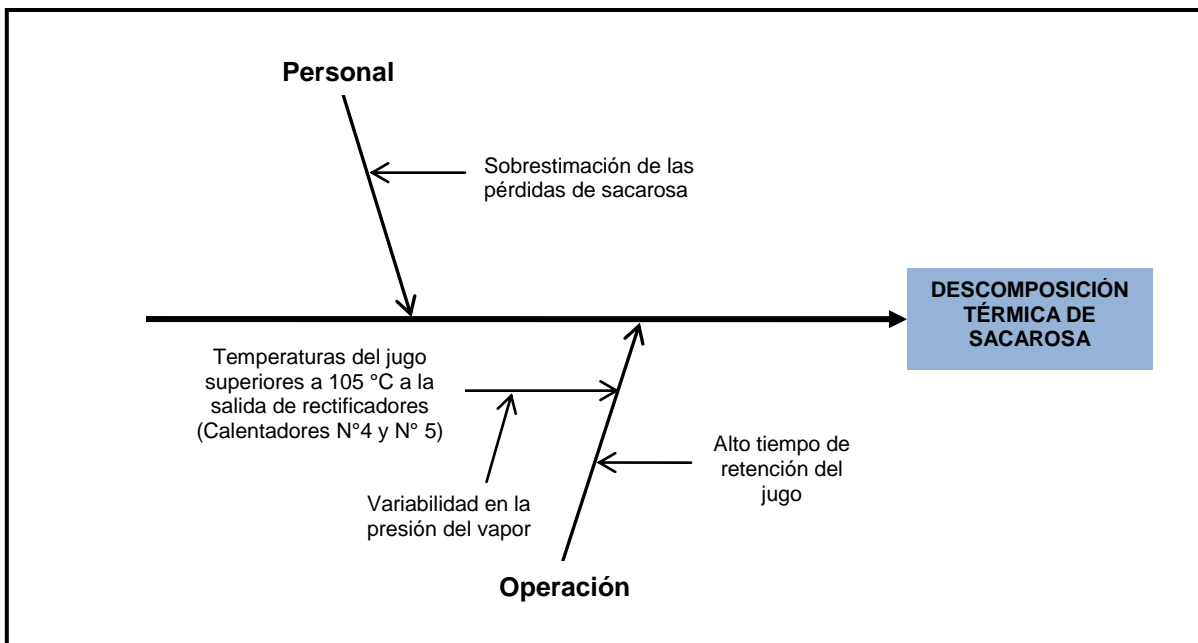 Personal
Sobrestimación de las
pérdidas de sacarosa
DESCOMPOSICIÓN
TÉRMICA DE
SACAROSA
Temperaturas del jugo
superiores a 105 °C a la
salida de rectificadores
(Calentadores N°4 y N° 5)
Alto tiempo de
retención del
jugo
Variabilidad en la
presión del vapor
Operación